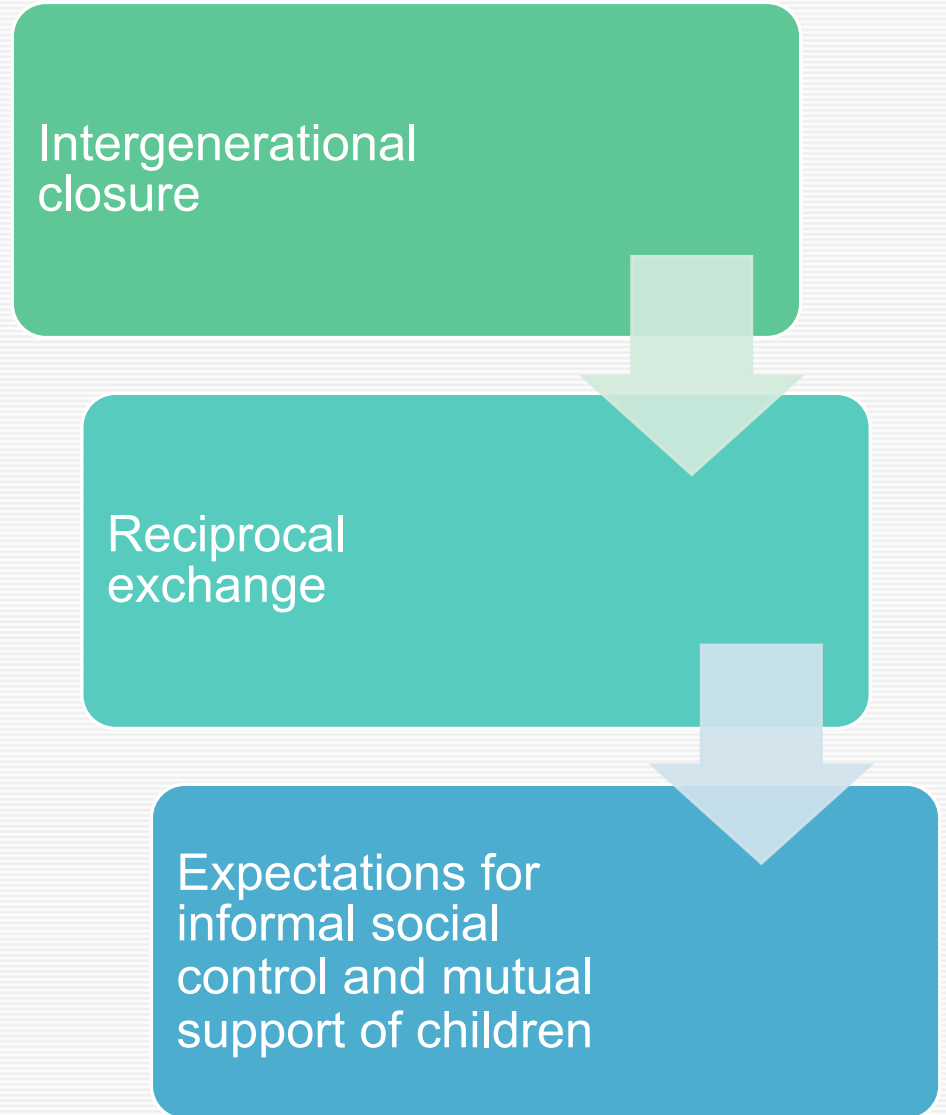 Intergenerational
closure
Reciprocal
exchange
Expectations for
informal social
control and mutual
support of children